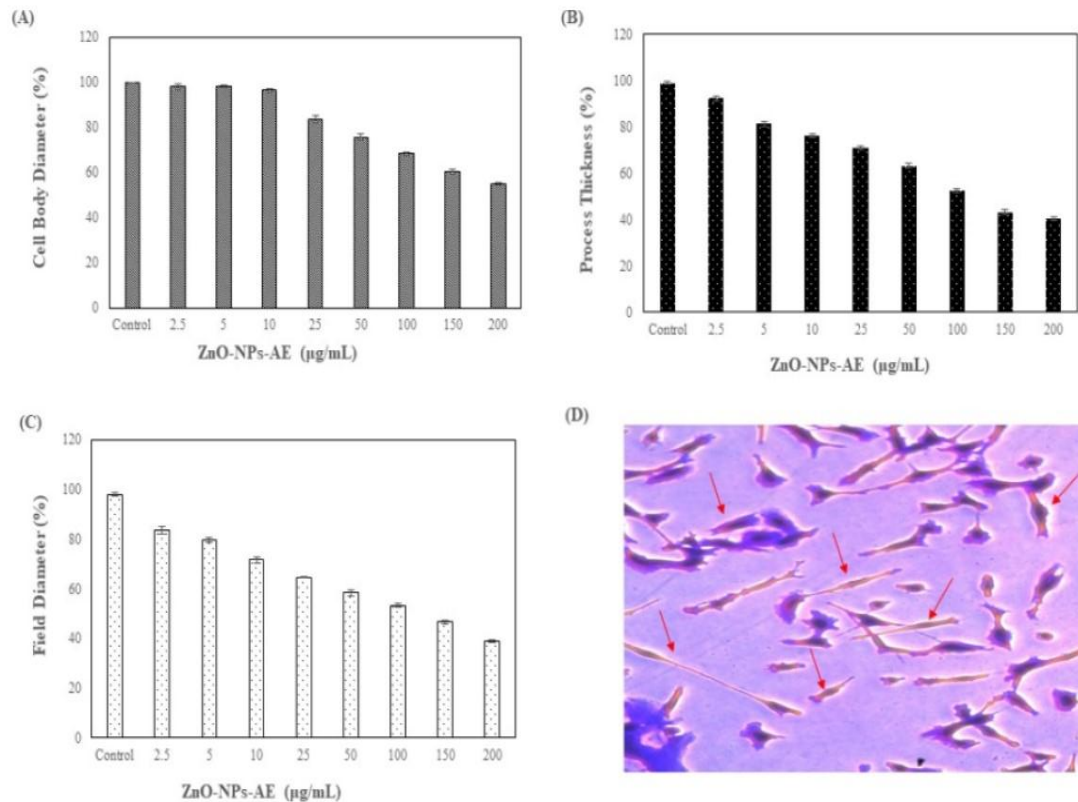 (A)
120
100
80
60
40
20
0
Cell Body Diameter (%)
Control 2.5 5 10 25 50 100 150 200
ZnO-NPs-AE (μg/mL)
(B)
120
100
80
60
40
20
0
Process Thickness (%)
Control 2.5 5 10 25 50 100 150 200
ZnO-NPs-AE (μg/mL)
(C)
120
100
80
60
40
20
0
Field Diameter (%)
Control 2.5 5 10 25 50 100 150 200
ZnO-NPs-AE (μg/mL)
(D)